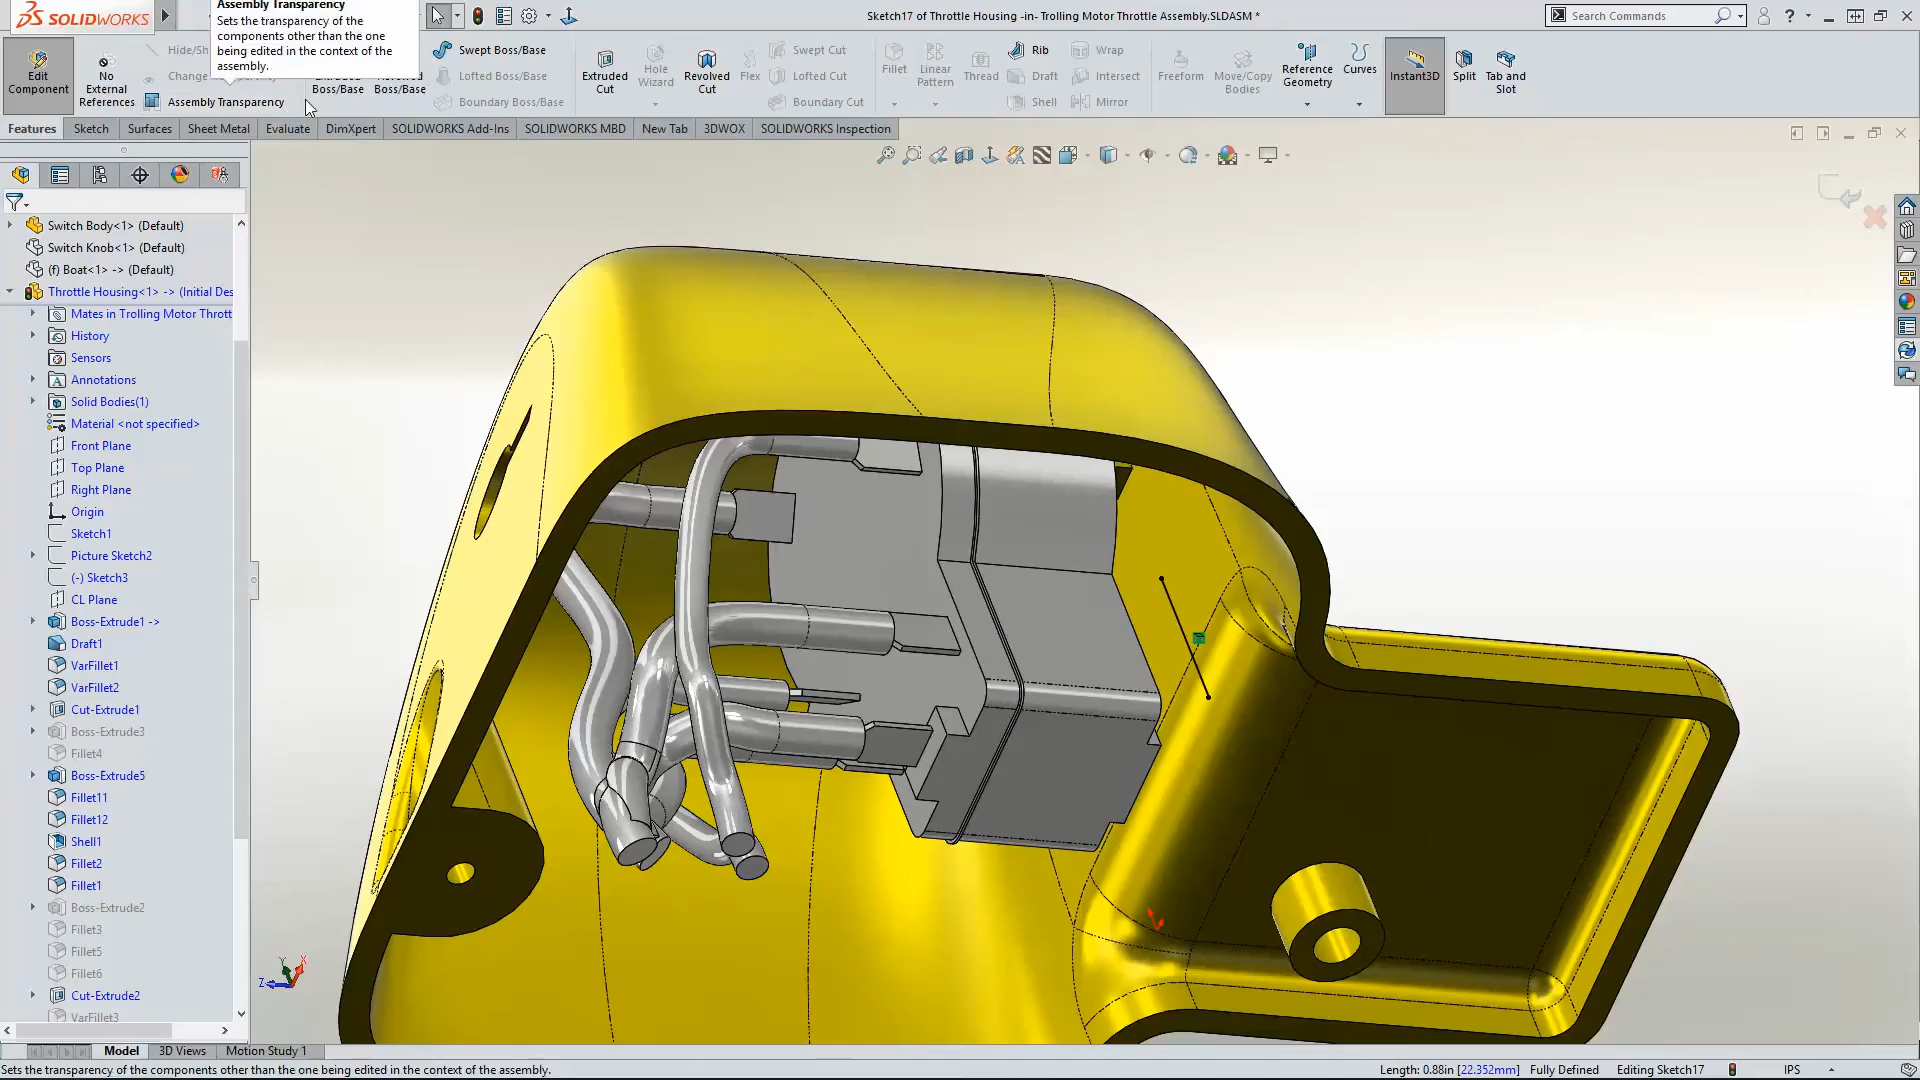 SOLIDWORKS
Assembly Transparency
Sets the transparency of the
components other than the one
being edited in the context of the
assembly.
Sketch17 of Throttle Housing -in- Trolling Motor Throttle Assembly.SLDASM *
Search Commands
Edit Component
No External References
Assembly Transparency
Boss/Base
Boss/Base
Swept Boss/Base
Lofted Boss/Base
Boundary Boss/Base
Extruded Cut
Hole Wizard
Revolved Cut
Flex
Swept Cut
Lofted Cut
Boundary Cut
Fillet
Linear Pattern
Thread
Rib
Draft
Shell
Wrap
Intersect
Mirror
Freeform
Move/Copy Bodies
Reference Geometry
Curves
Instant3D
Split
Tab and Slot
Features
Sketch
Surfaces
Sheet Metal
Evaluate
DimXpert
SOLIDWORKS Add-Ins
SOLIDWORKS MBD
New Tab
3DWOX
SOLIDWORKS Inspection
Switch Body<1> (Default)
Switch Knob<1> (Default)
(f) Boat<1> -> (Default)
Throttle Housing<1> -> (Initial Des
Mates in Trolling Motor Thrott
History
Sensors
Annotations
Solid Bodies(1)
Material <not specified>
Front Plane
Top Plane
Right Plane
Origin
Sketch1
Picture Sketch2
(-) Sketch3
CL Plane
Boss-Extrude1 ->
Draft1
VarFillet1
VarFillet2
Cut-Extrude1
Boss-Extrude3
Fillet4
Boss-Extrude5
Fillet11
Fillet12
Shell1
Fillet2
Fillet1
Boss-Extrude2
Fillet3
Fillet5
Fillet6
Cut-Extrude2
VarFillet3
Y
X
Z
Model
3D Views
Motion Study 1
Sets the transparency of the components other than the one being edited in the context of the assembly.
Length: 0.88in [22.352mm]
Fully Defined
Editing Sketch17
IPS